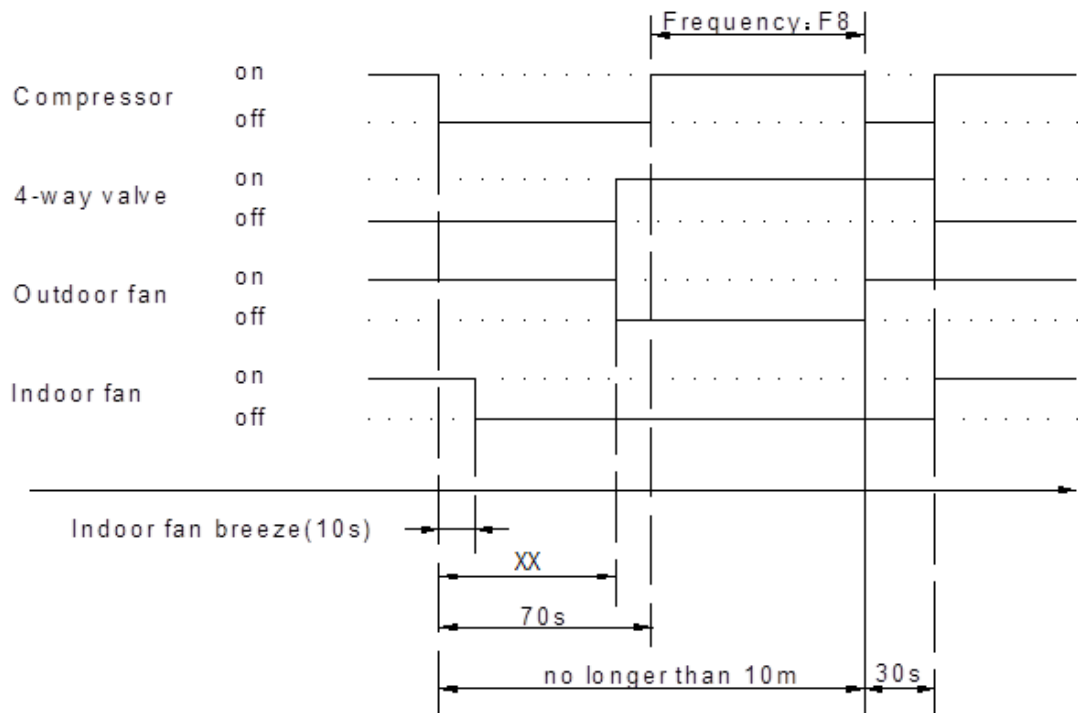 Frequency:F8
Compressor
on
off
4-way valve
on
off
Outdoor fan
on
off
Indoor fan
on
off
Indoor fan breeze(10s)
XX
70s
no longer than 10m
30s